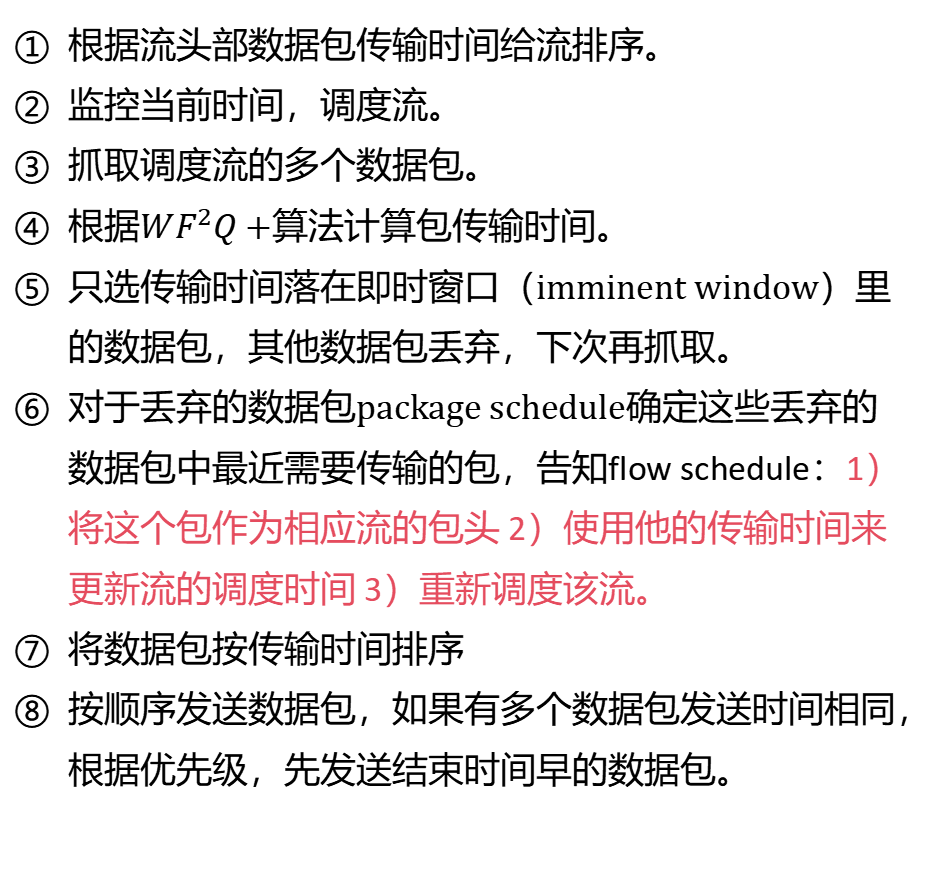 ① 根据流头部数据包传输时间给流排序。
② 监控当前时间，调度流。
③ 抓取调度流的多个数据包。
④ 根据WF²Q +算法计算包传输时间。
⑤ 只选传输时间落在即时窗口（imminent window）里
的数据包，其他数据包丢弃，下次再抓取。
⑥ 对于丢弃的数据包package schedule确定这些丢弃的
数据包中最近需要传输的包，告知flow schedule：1）
将这个包作为相应流的包头 2）使用他的传输时间来
更新流的调度时间 3）重新调度该流。
⑦ 将数据包按传输时间排序
⑧ 按顺序发送数据包，如果有多个数据包发送时间相同，
根据优先级，先发送结束时间早的数据包。